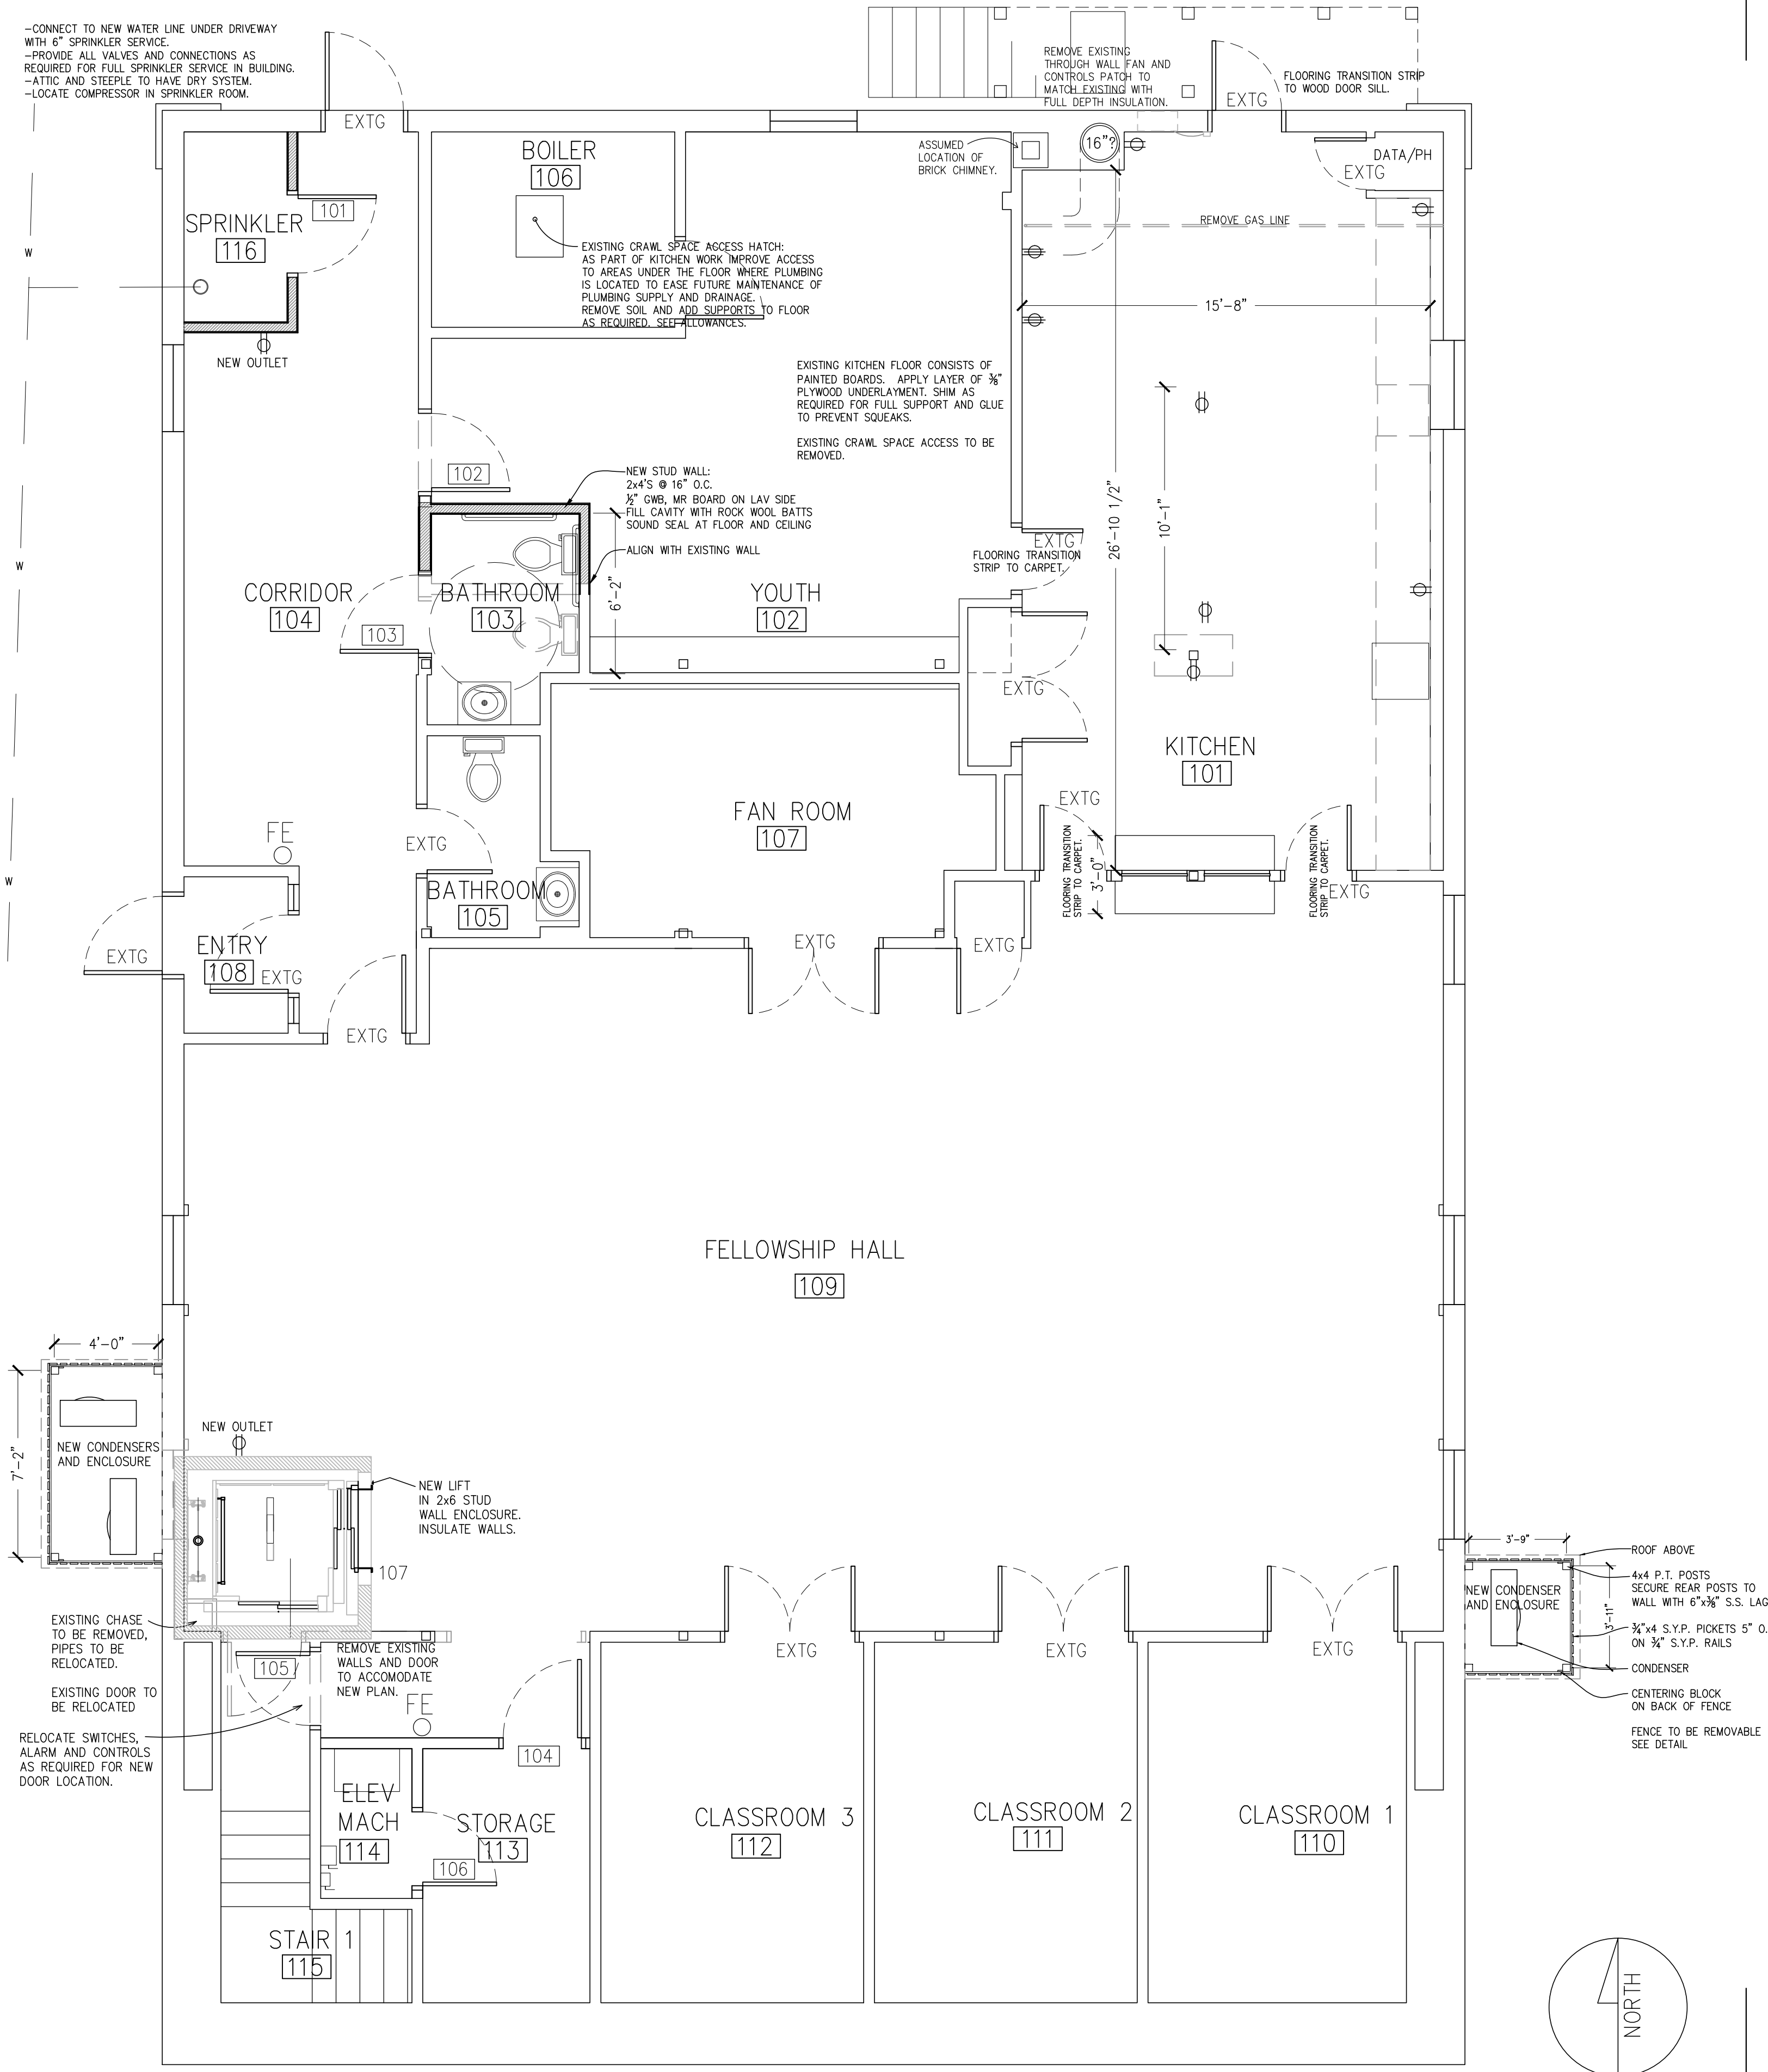 -CONNECT TO NEW WATER LINE UNDER DRIVEWAY
WITH 6" SPRINKLER SERVICE.
-PROVIDE ALL VALVES AND CONNECTIONS AS
REQUIRED FOR FULL SPRINKLER SERVICE IN BUILDING.
-ATTIC AND STEEPLE TO HAVE DRY SYSTEM.
-LOCATE COMPRESSOR IN SPRINKLER ROOM.
REMOVE EXISTING
THROUGH WALL FAN AND
CONTROLS PATCH TO
MATCH EXISTING WITH
FULL DEPTH INSULATION.
FLOORING TRANSITION STRIP
TO WOOD DOOR SILL.
EXTG
EXTG
BOILER
106
ASSUMED
LOCATION OF
BRICK CHIMNEY.
16"?
DATA/PH
EXTG
101
SPRINKLER
116
W
REMOVE GAS LINE
EXISTING CRAWL SPACE ACCESS HATCH:
AS PART OF KITCHEN WORK IMPROVE ACCESS
TO AREAS UNDER THE FLOOR WHERE PLUMBING
IS LOCATED TO EASE FUTURE MAINTENANCE OF
PLUMBING SUPPLY AND DRAINAGE.
REMOVE SOIL AND ADD SUPPORTS TO FLOOR
AS REQUIRED. SEE ALLOWANCES.
15'-8"
NEW OUTLET
EXISTING KITCHEN FLOOR CONSISTS OF
PAINTED BOARDS. APPLY LAYER OF ⅜"
PLYWOOD UNDERLAYMENT. SHIM AS
REQUIRED FOR FULL SUPPORT AND GLUE
TO PREVENT SQUEAKS.
EXISTING CRAWL SPACE ACCESS TO BE
REMOVED.
102
NEW STUD WALL:
2x4'S @ 16" O.C.
½" GWB, MR BOARD ON LAV SIDE
FILL CAVITY WITH ROCK WOOL BATTS
SOUND SEAL AT FLOOR AND CEILING
ALIGN WITH EXISTING WALL
26'-10 1/2"
10'-1"
EXTG
FLOORING TRANSITION
STRIP TO CARPET.
W
CORRIDOR
104
BATHROOM
103
6'-2"
YOUTH
102
103
EXTG
KITCHEN
101
FAN ROOM
107
EXTG
FE
EXTG
FLOORING TRANSITION
STRIP TO CARPET.
3'-0"
FLOORING TRANSITION
STRIP TO CARPET.
EXTG
W
BATHROOM
105
ENTRY
108
EXTG
EXTG
EXTG
EXTG
EXTG
FELLOWSHIP HALL
109
4'-0"
7'-2"
NEW CONDENSERS
AND ENCLOSURE
NEW OUTLET
NEW LIFT
IN 2x6 STUD
WALL ENCLOSURE.
INSULATE WALLS.
107
3'-9"
ROOF ABOVE
4x4 P.T. POSTS
SECURE REAR POSTS TO
WALL WITH 6"x⅜" S.S. LAG
NEW CONDENSER
AND ENCLOSURE
3'-11"
¾"x4 S.Y.P. PICKETS 5" O.
ON ¾" S.Y.P. RAILS
CONDENSER
CENTERING BLOCK
ON BACK OF FENCE
FENCE TO BE REMOVABLE
SEE DETAIL
EXISTING CHASE
TO BE REMOVED,
PIPES TO BE
RELOCATED.
EXISTING DOOR TO
BE RELOCATED
RELOCATE SWITCHES,
ALARM AND CONTROLS
AS REQUIRED FOR NEW
DOOR LOCATION.
105
REMOVE EXISTING
WALLS AND DOOR
TO ACCOMODATE
NEW PLAN.
FE
EXTG
EXTG
EXTG
104
ELEV
MACH
114
STORAGE
113
106
CLASSROOM 3
112
CLASSROOM 2
111
CLASSROOM 1
110
STAIR 1
115
NORTH